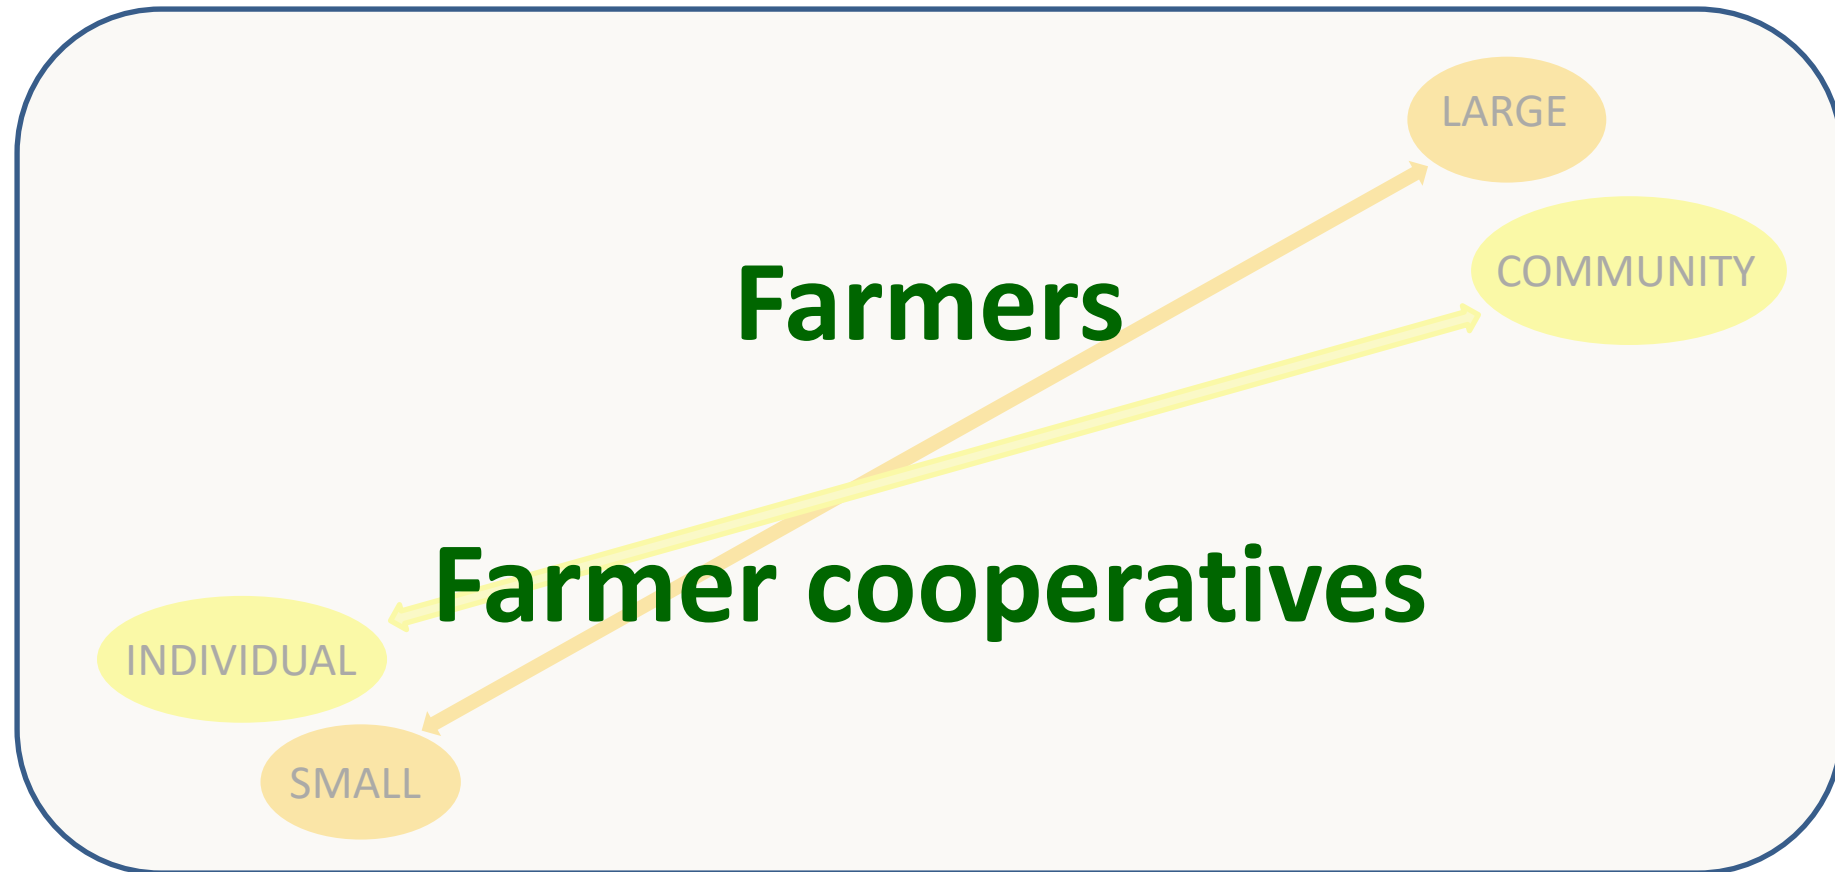 LARGE
COMMUNITY
Farmers
Farmer cooperatives
INDIVIDUAL
SMALL